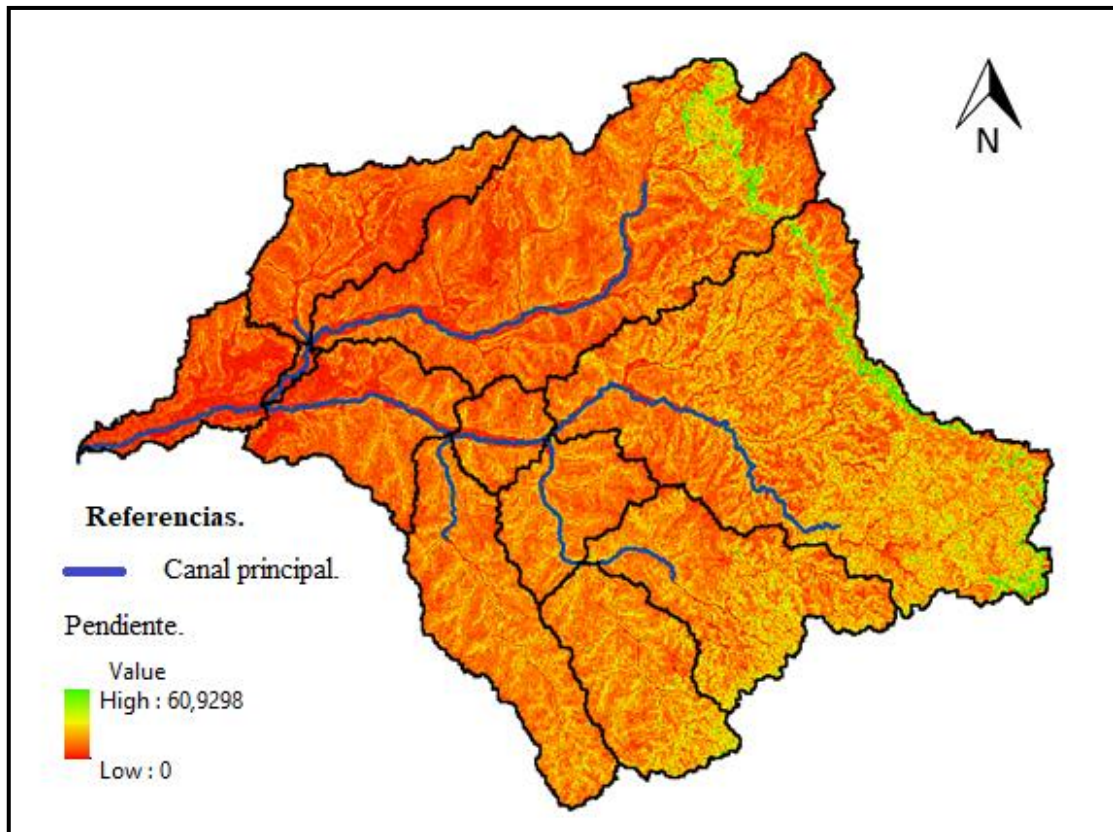 N
Referencias.
Canal principal.
Pendiente.
Value
High : 60,9298
Low : 0